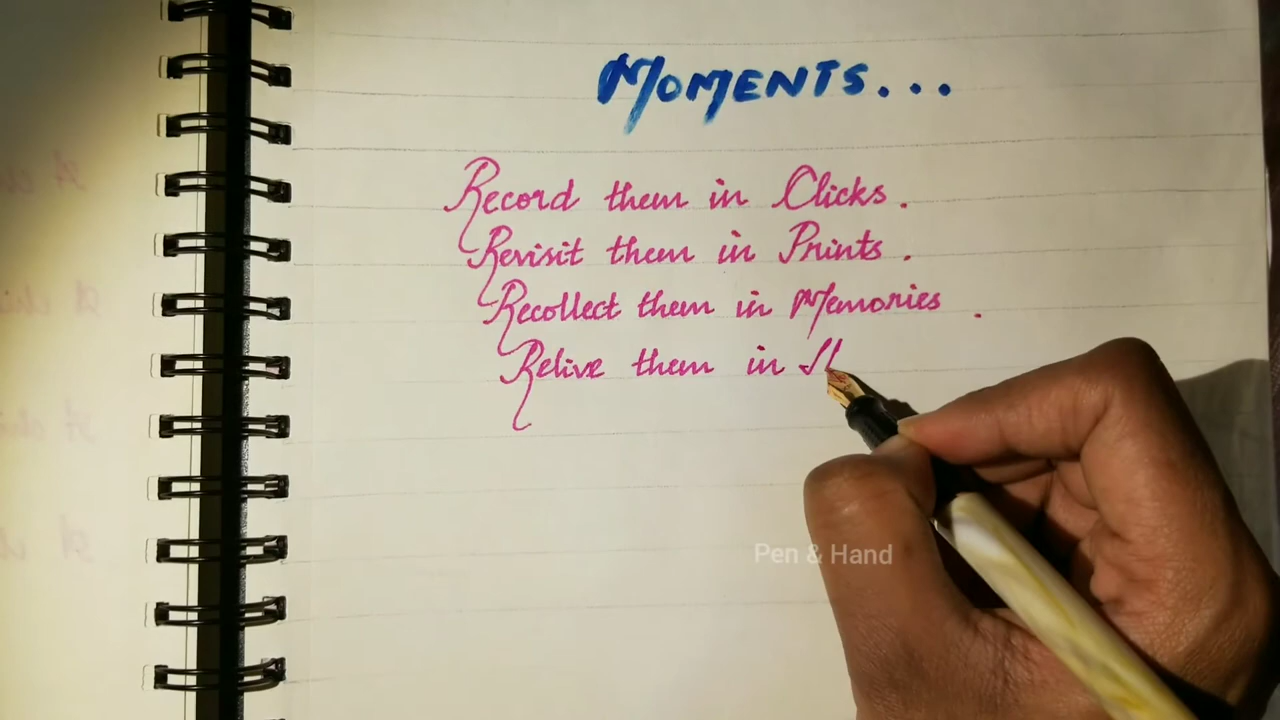 MOMENTS...
Record them in Clicks.
Revisit them in Prints.
Recollect them in Memories.
Relive them in
Pen & Hand